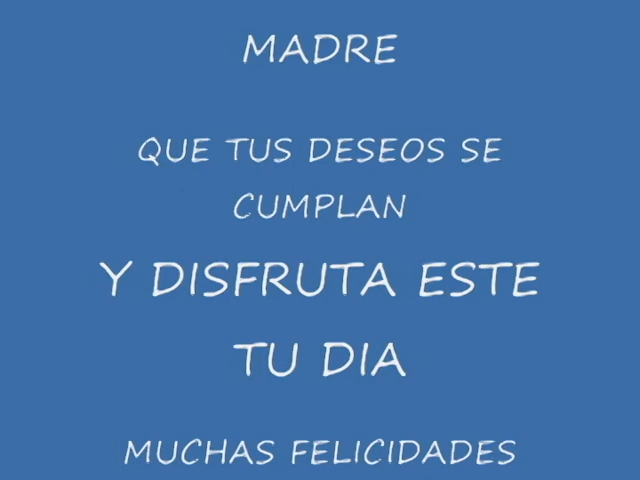 MADRE
QUE TUS DESEOS SE
CUMPLAN
Y DISFRUTA ESTE
TU DIA
MUCHAS FELICIDADES